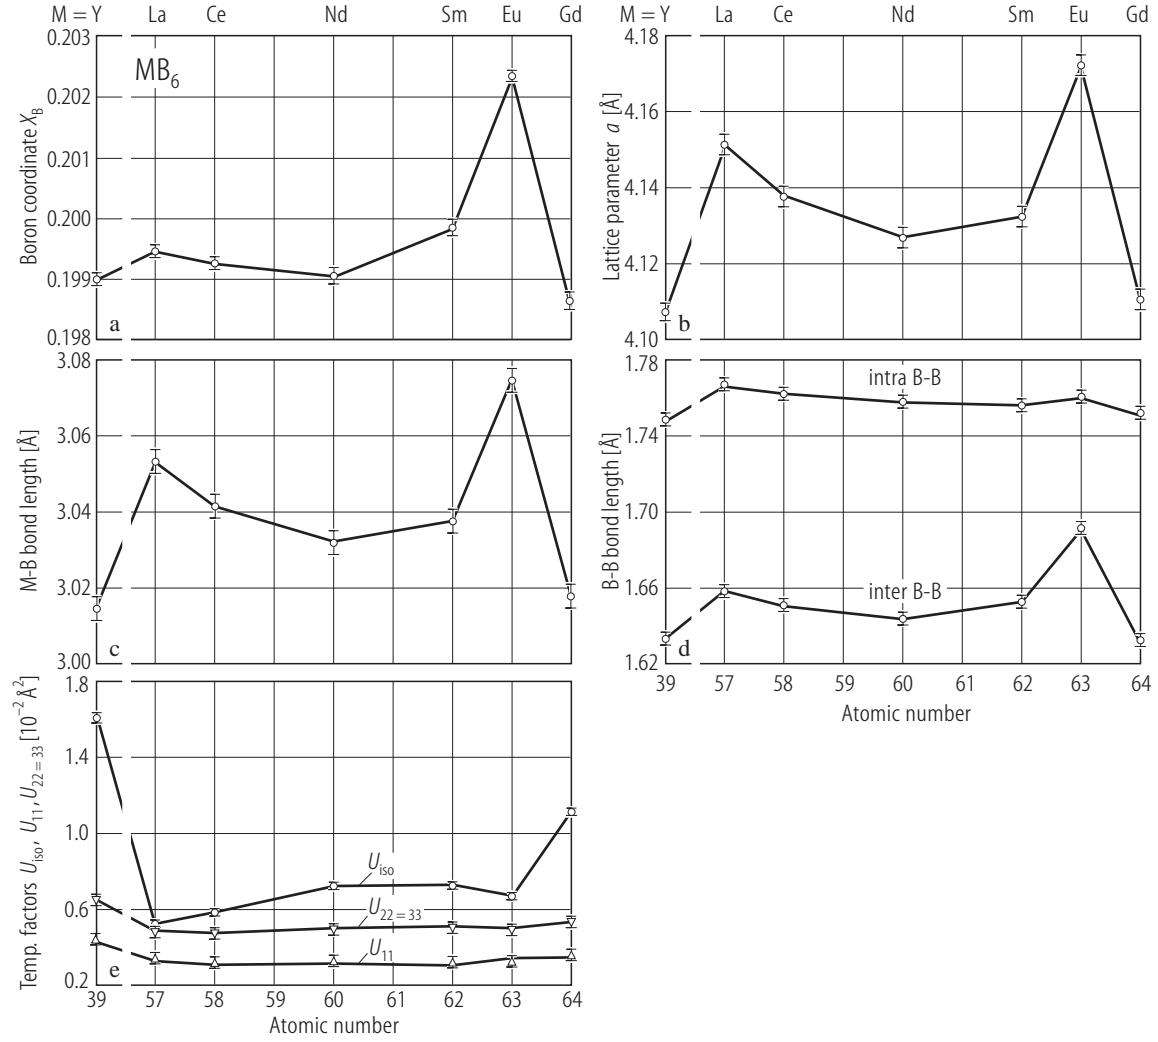 M = Y La Ce Nd Sm Eu Gd
M = Y La Ce Nd Sm Eu Gd
0.203
0.202
0.201
0.200
0.199
0.198
Boron coordinate X_B
MB₆
a
4.18
4.16
4.14
4.12
4.10
Lattice parameter a [Å]
b
3.08
3.06
3.04
3.02
3.00
M-B bond length [Å]
c
1.78
1.74
1.70
1.66
1.62
B-B bond length [Å]
intra B-B
inter B-B
d
39 57 58 59 60 61 62 63 64
Atomic number
1.8
1.4
1.0
0.6
0.2
Temp. factors U_iso, U₁₁, U₂₂₌₃₃ [10⁻² Å²]
U_iso
U₂₂₌₃₃
U₁₁
e
39 57 58 59 60 61 62 63 64
Atomic number